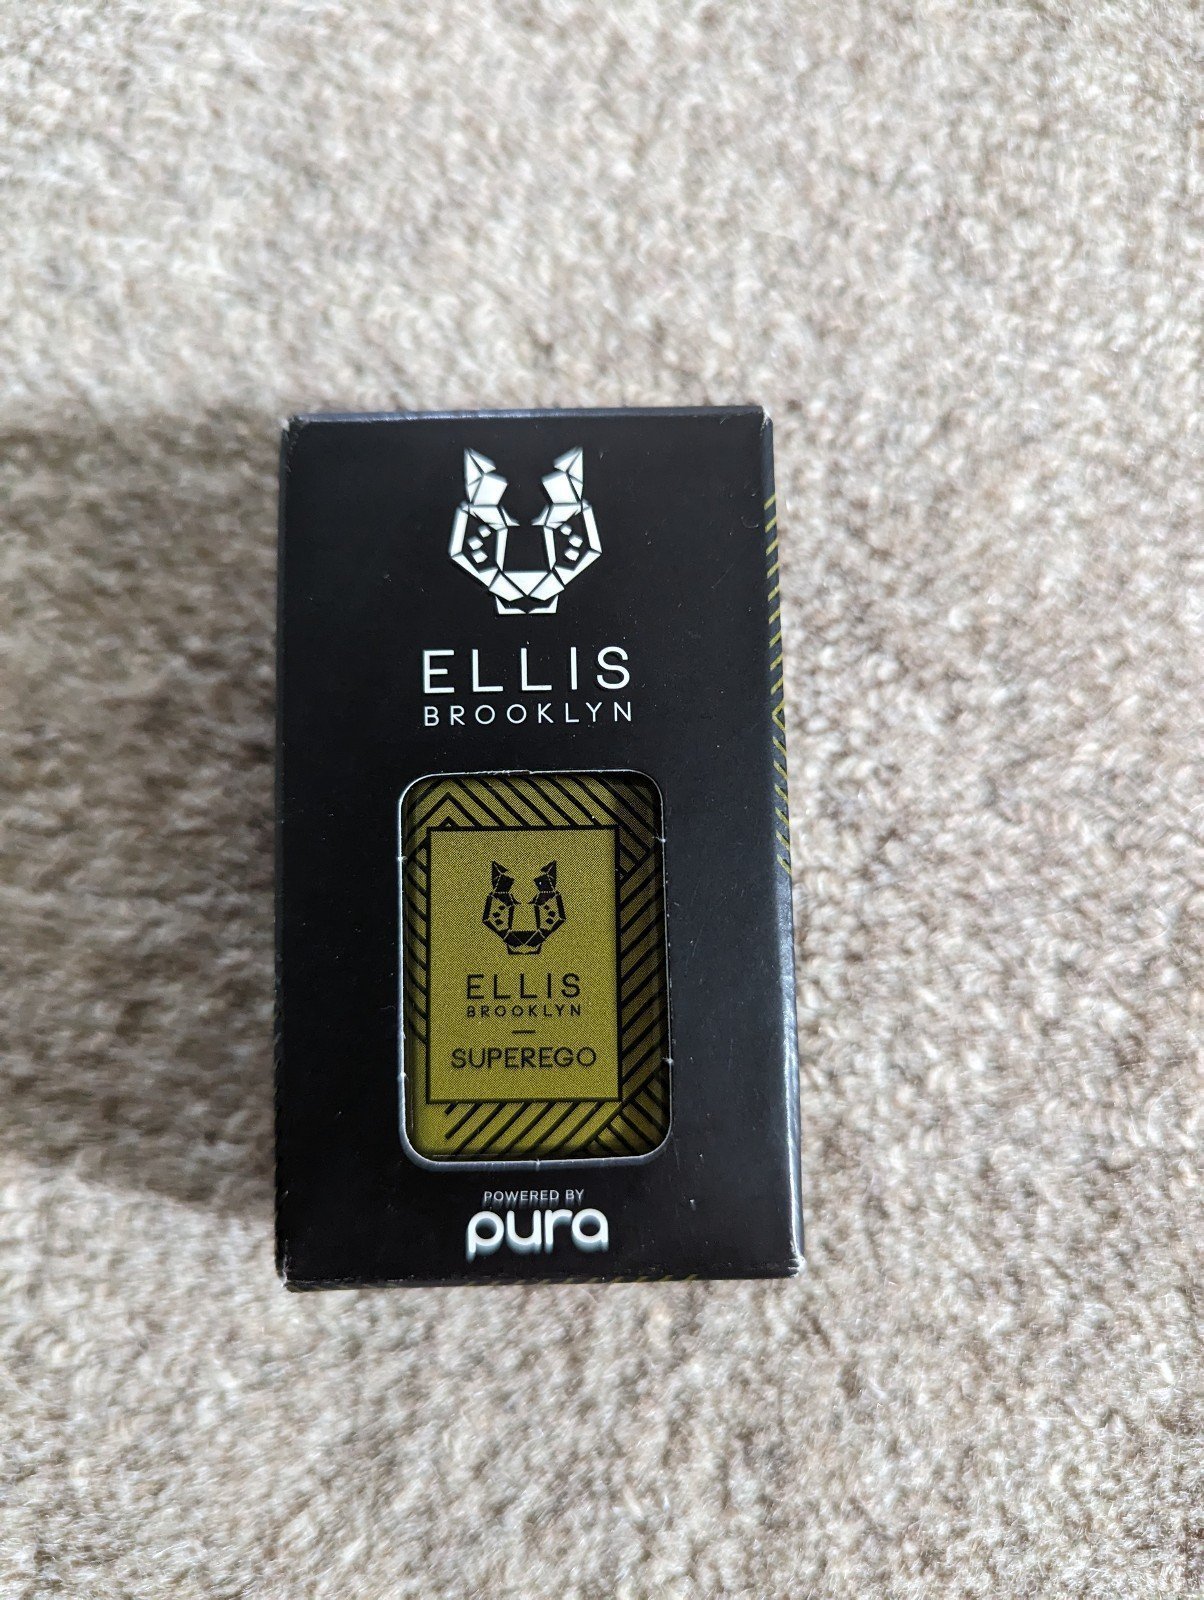 ELLIS
BROOKLYN
ELLIS
BROOKLYN
SUPEREGO
POWERED BY
pura